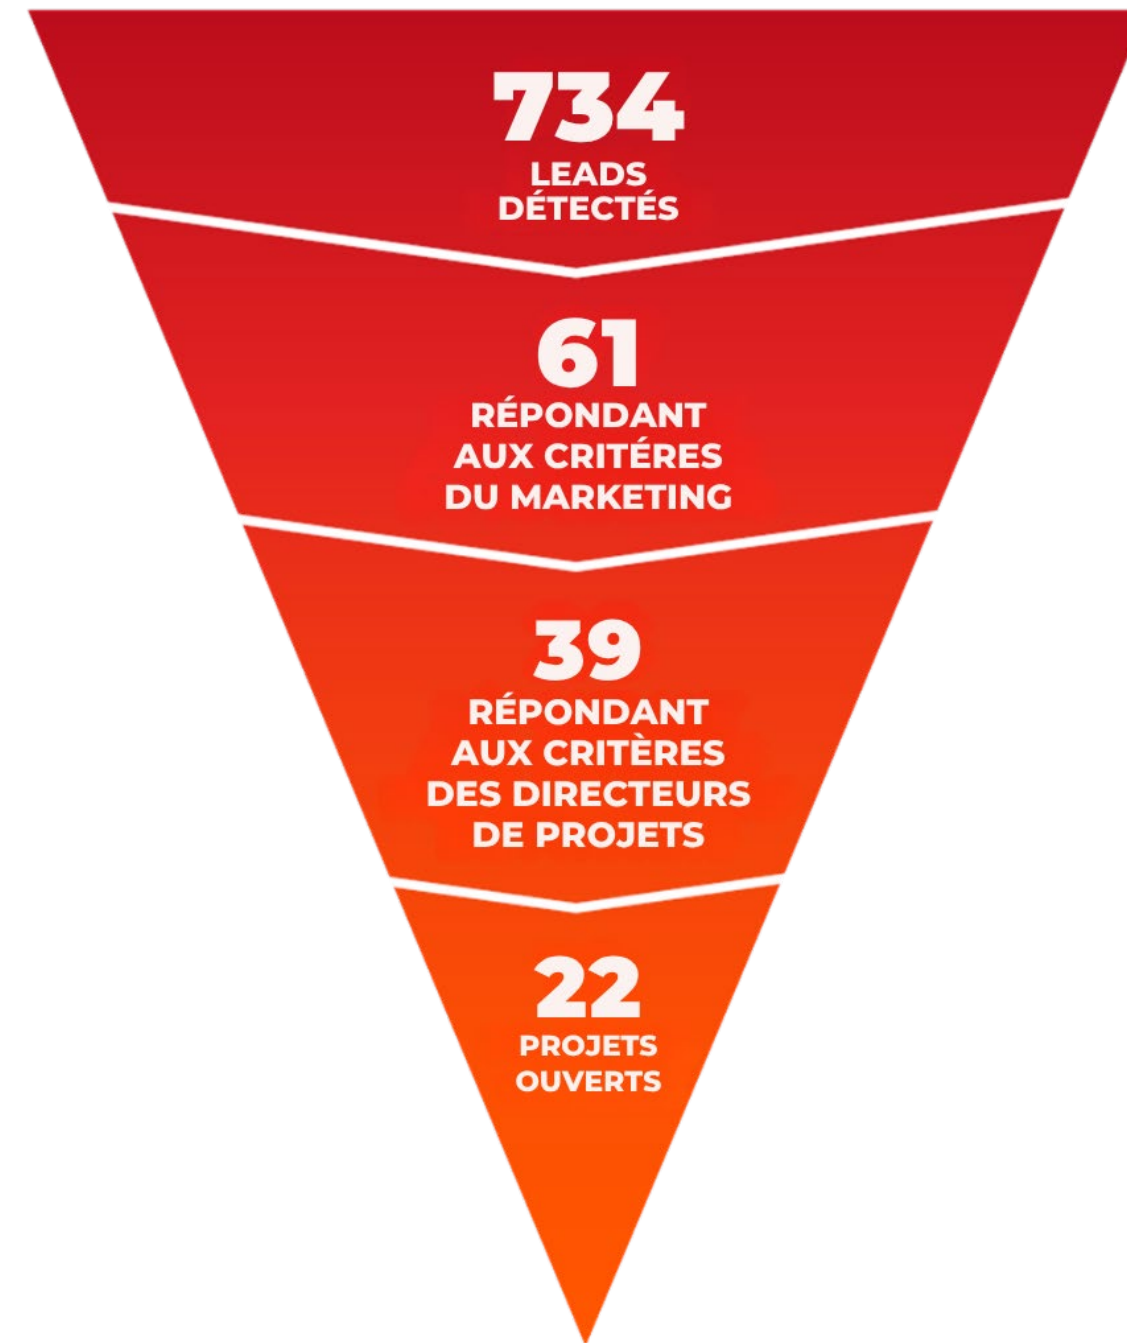 734
LEADS
DÉTECTÉS
61
RÉPONDANT
AUX CRITÉRES
DU MARKETING
39
RÉPONDANT
AUX CRITÈRES
DES DIRECTEURS
DE PROJETS
22
PROJETS
OUVERTS